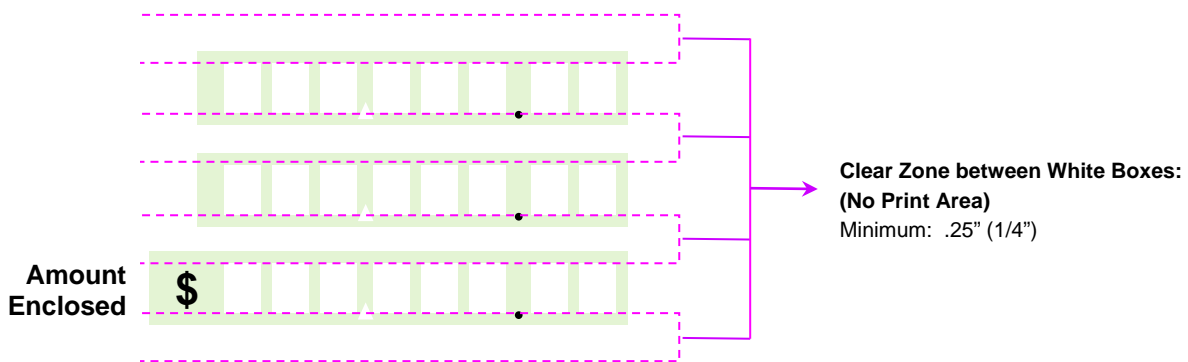 Clear Zone between White Boxes:
(No Print Area)
Minimum: .25” (1/4”)
Amount
Enclosed
$